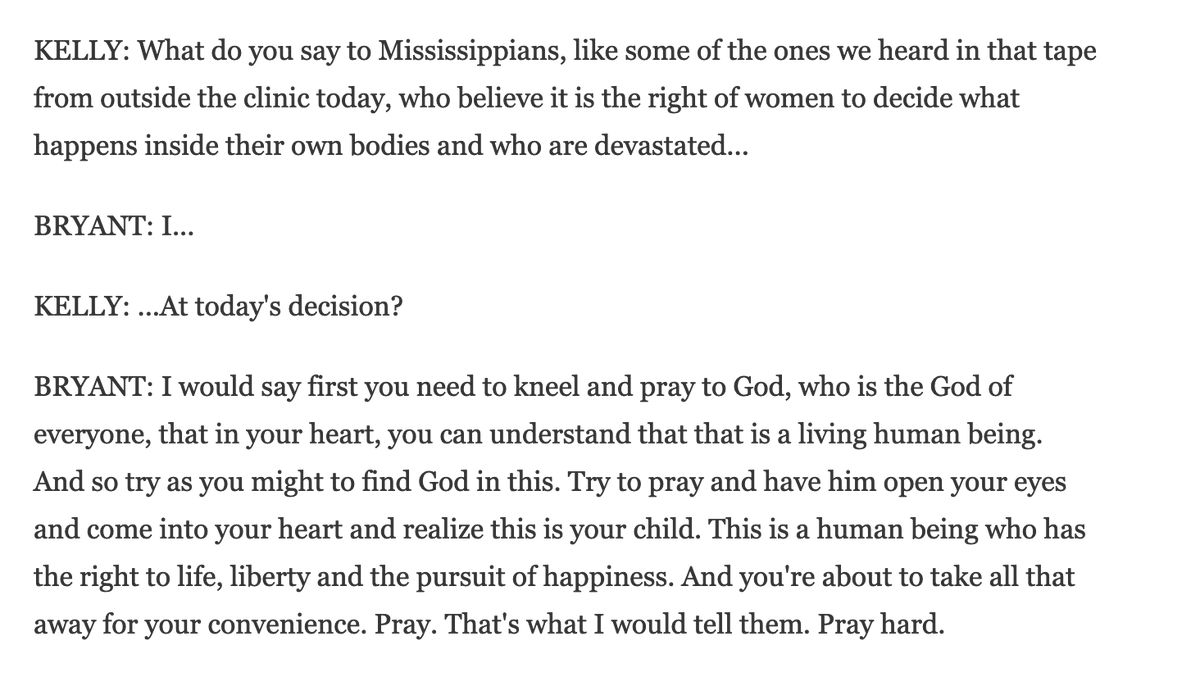 KELLY: What do you say to Mississippians, like some of the ones we heard in that tape
from outside the clinic today, who believe it is the right of women to decide what
happens inside their own bodies and who are devastated...
BRYANT: I...
KELLY: ...At today's decision?
BRYANT: I would say first you need to kneel and pray to God, who is the God of
everyone, that in your heart, you can understand that that is a living human being.
And so try as you might to find God in this. Try to pray and have him open your eyes
and come into your heart and realize this is your child. This is a human being who has
the right to life, liberty and the pursuit of happiness. And you're about to take all that
away for your convenience. Pray. That's what I would tell them. Pray hard.